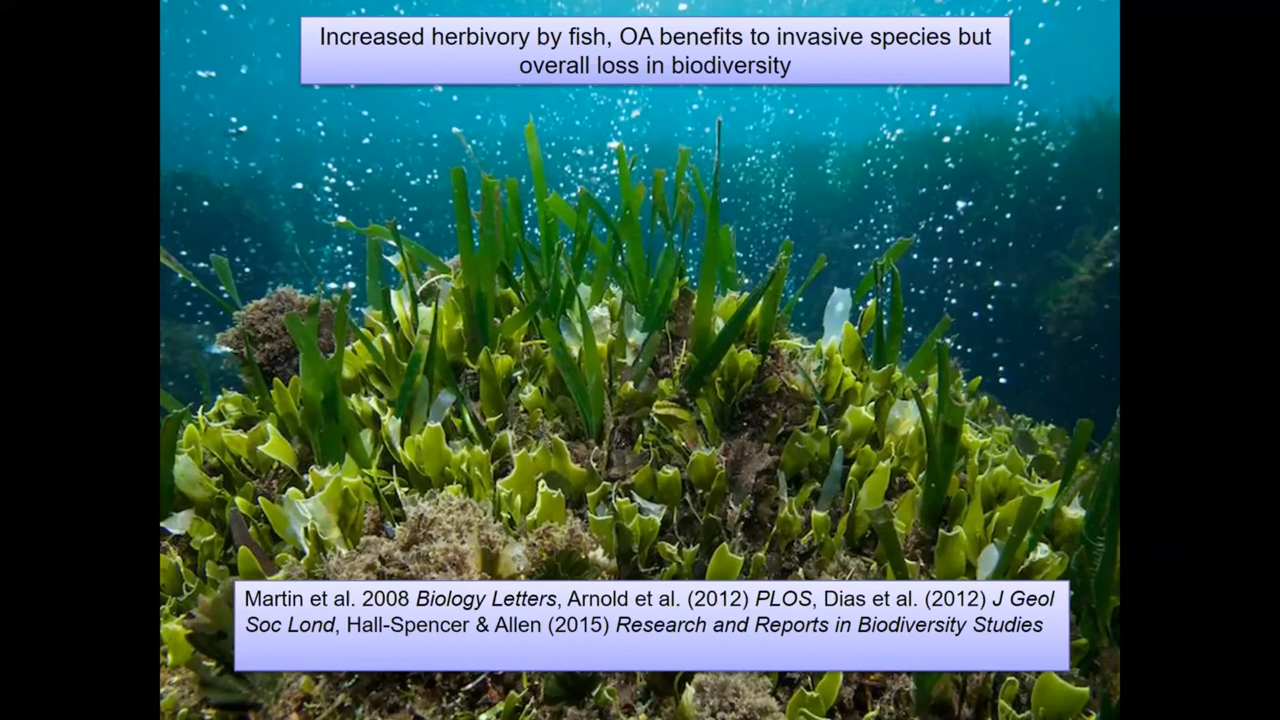 Increased herbivory by fish, OA benefits to invasive species but
overall loss in biodiversity
Martin et al. 2008 Biology Letters, Arnold et al. (2012) PLOS, Dias et al. (2012) J Geol
Soc Lond, Hall-Spencer & Allen (2015) Research and Reports in Biodiversity Studies